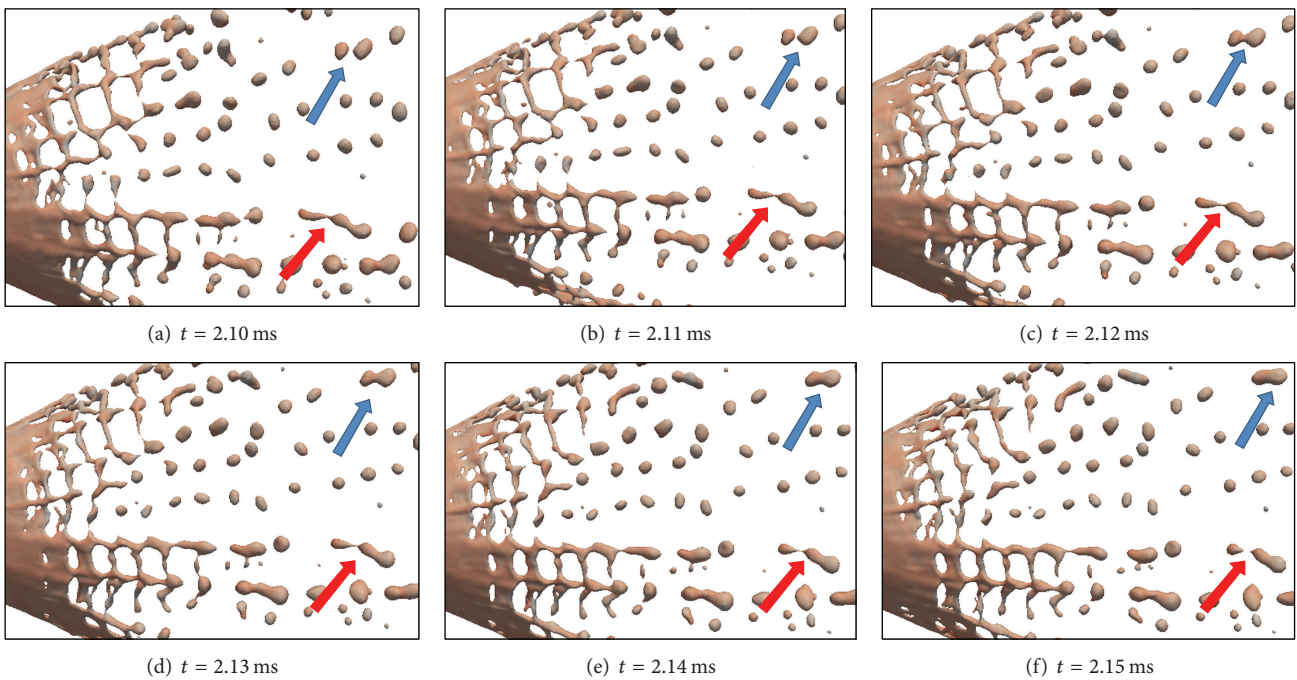 (a) t = 2.10 ms
(b) t = 2.11 ms
(c) t = 2.12 ms
(d) t = 2.13 ms
(e) t = 2.14 ms
(f) t = 2.15 ms